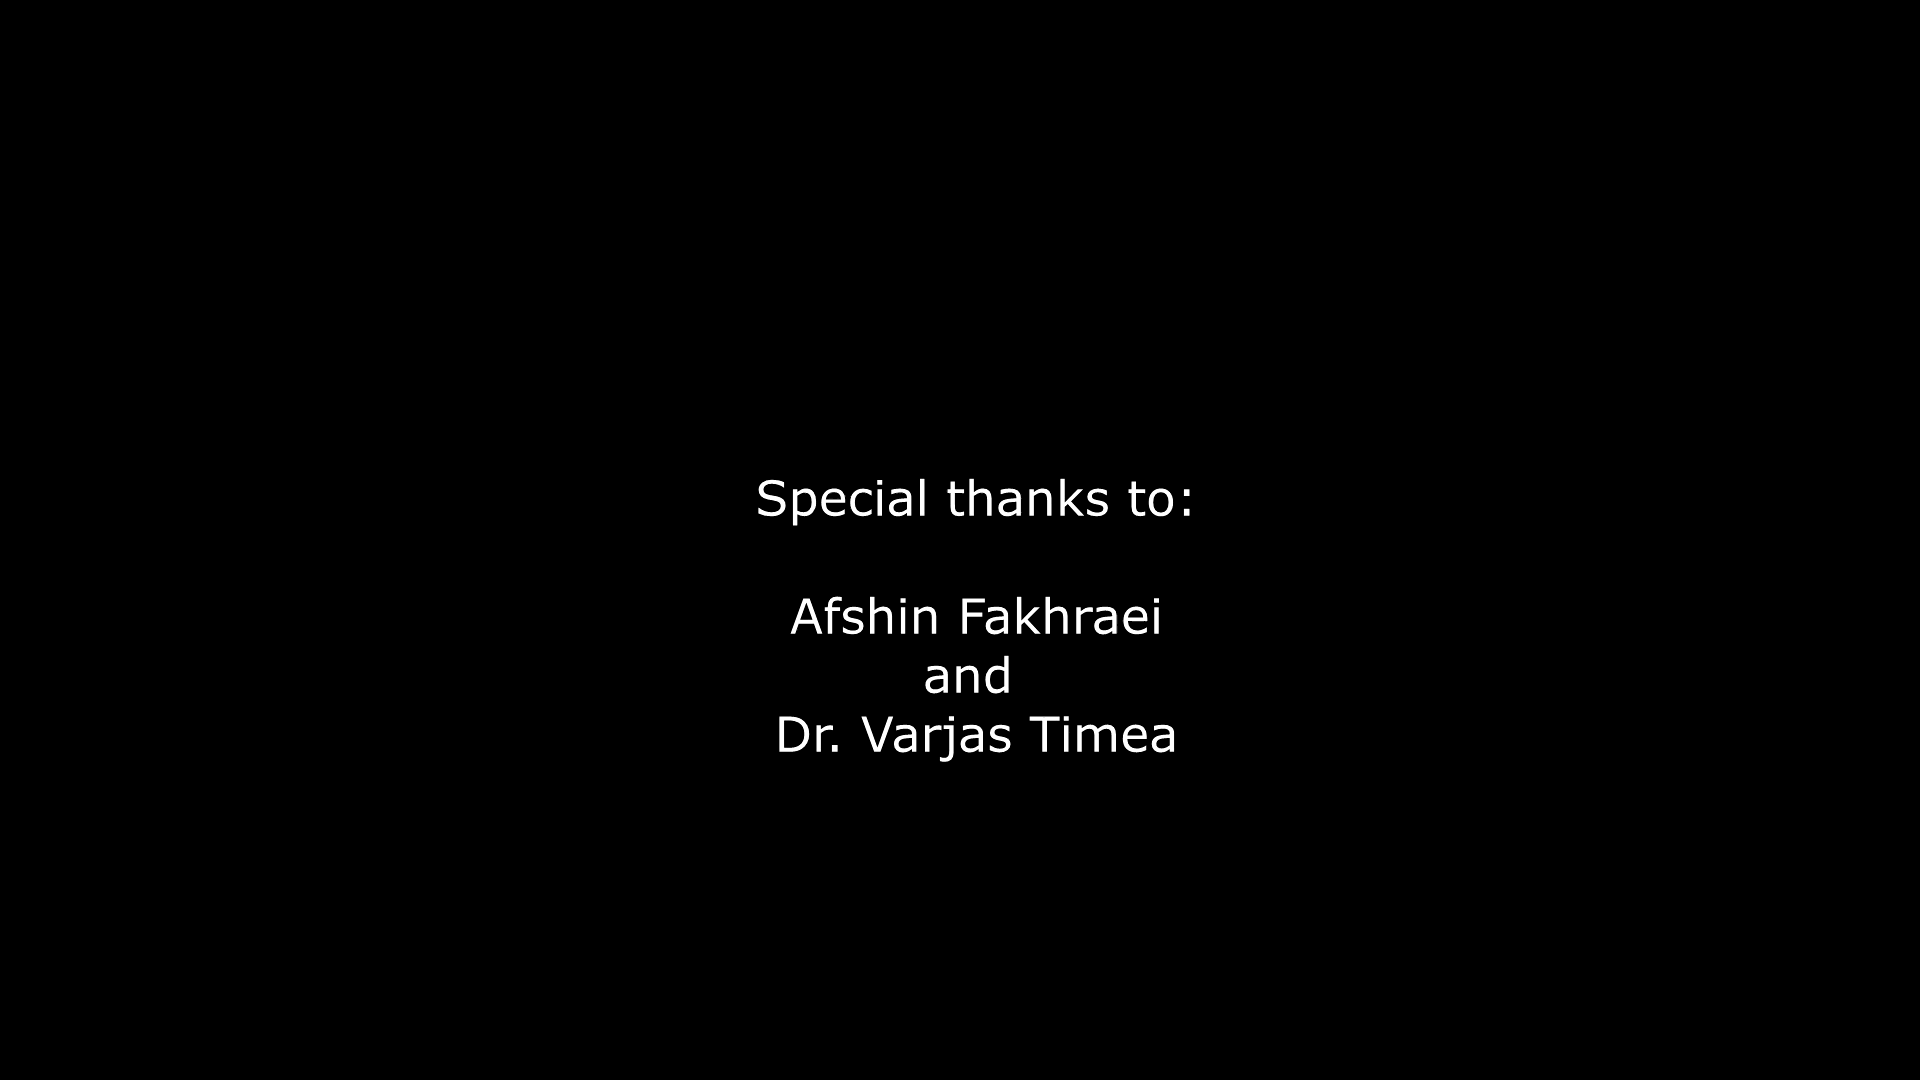 Special thanks to:
Afshin Fakhraei
and
Dr. Varjas Timea